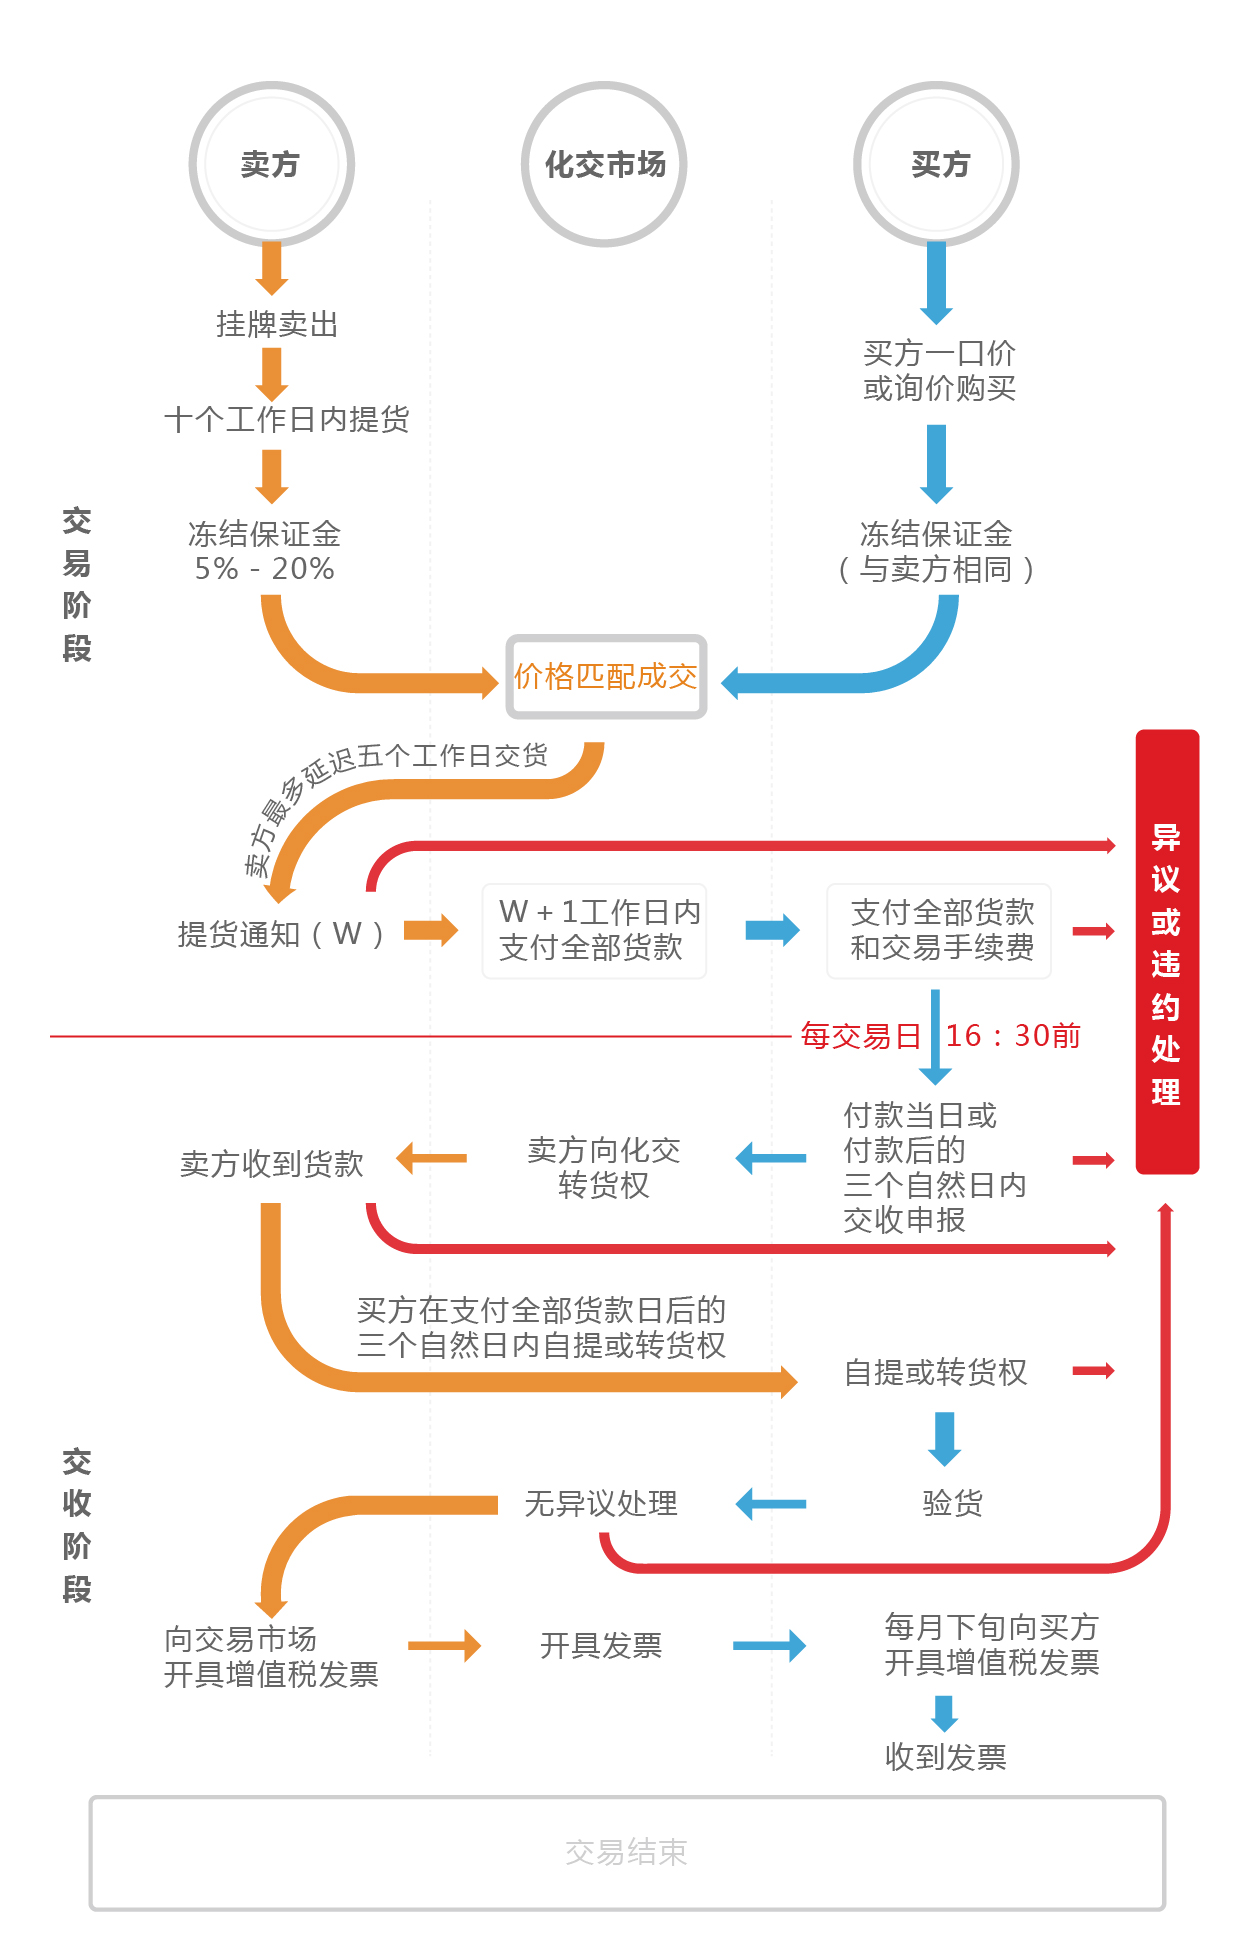 卖方
化交市场
买方
挂牌卖出
十个工作日内提货
冻结保证金
5% - 20%
买方一口价
或询价购买
冻结保证金
（与卖方相同）
交易阶段
价格匹配成交
卖方最多延迟五个工作日交货
提货通知（W）
W + 1工作日内
支付全部货款
支付全部货款
和交易手续费
异议或违约处理
每交易日 16：30前
付款当日或
付款后的
三个自然日内
交收申报
卖方向化交
转货权
卖方收到货款
买方在支付全部货款日后的
三个自然日内自提或转货权
自提或转货权
交收阶段
验货
无异议处理
向交易市场
开具增值税发票
开具发票
每月下旬向买方
开具增值税发票
收到发票
交易结束